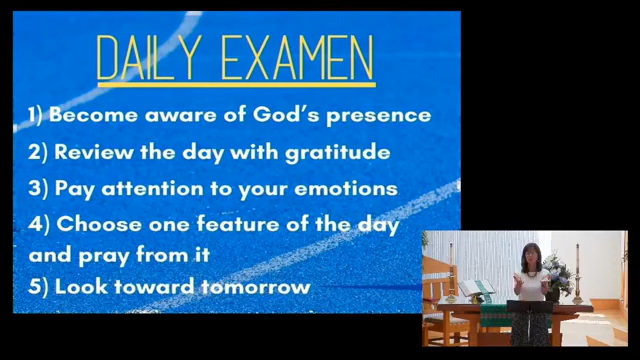 DAILY EXAMEN
1) Become aware of God's presence
2) Review the day with gratitude
3) Pay attention to your emotions
4) Choose one feature of the day
and pray from it
5) Look toward tomorrow